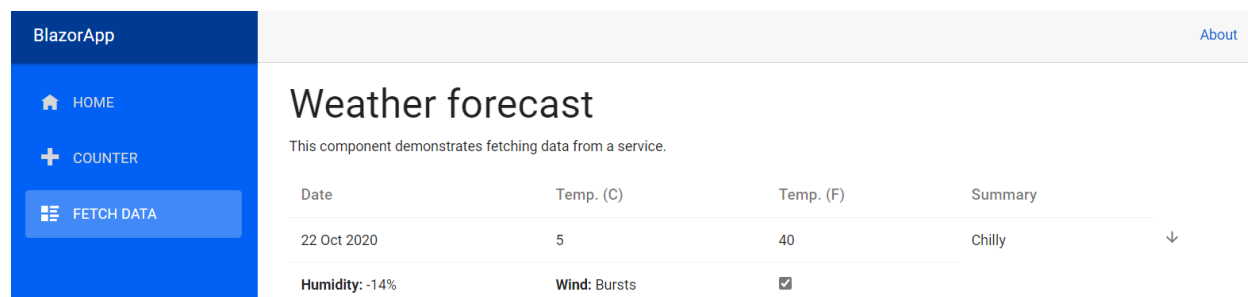 BlazorApp
About
HOME
COUNTER
FETCH DATA
Weather forecast
This component demonstrates fetching data from a service.
Date Temp. (C) Temp. (F) Summary
22 Oct 2020 5 40 Chilly
Humidity: -14% Wind: Bursts